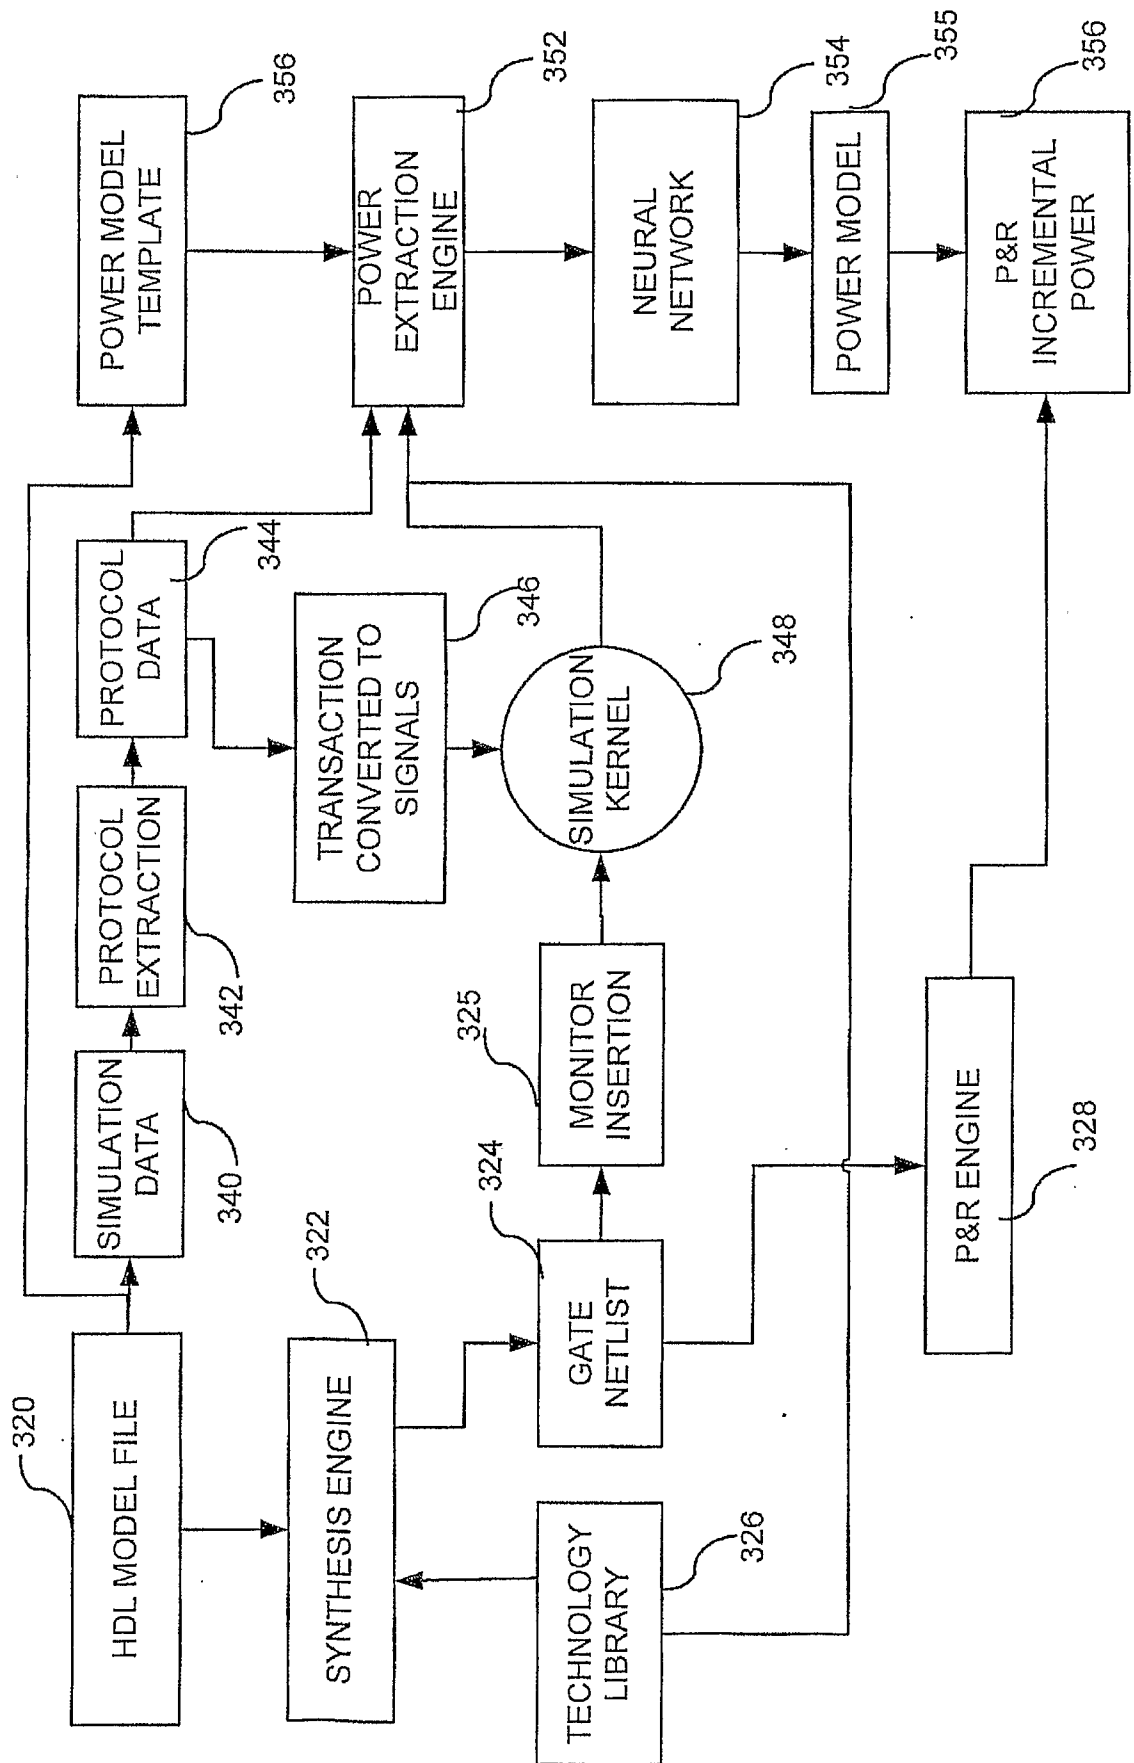 320
HDL MODEL FILE
SIMULATION
DATA
340
PROTOCOL
EXTRACTION
342
PROTOCOL
DATA
344
POWER MODEL
TEMPLATE
356
SYNTHESIS ENGINE
322
TRANSACTION
CONVERTED TO
SIGNALS
346
POWER
EXTRACTION
ENGINE
352
TECHNOLOGY
LIBRARY
326
GATE
NETLIST
324
MONITOR
INSERTION
325
SIMULATION
KERNEL
348
NEURAL
NETWORK
354
POWER MODEL
355
P&R ENGINE
328
P&R
INCREMENTAL
POWER
356